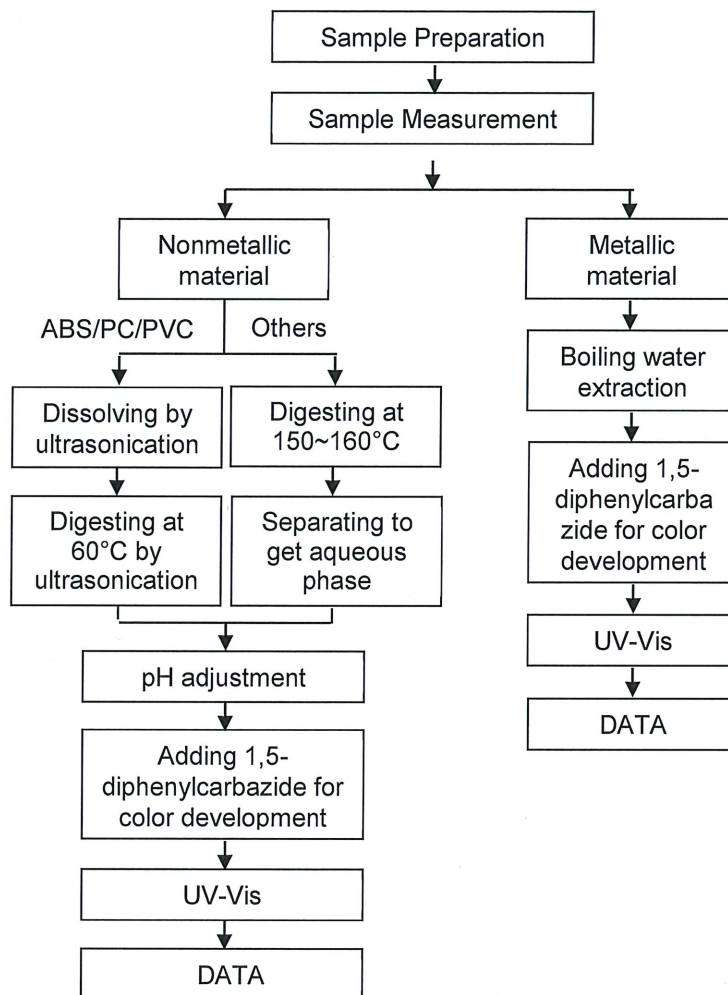 Sample Preparation
Sample Measurement
Nonmetallic
material
ABS/PC/PVC
Others
Dissolving by
ultrasonication
Digesting at
150~160°C
Digesting at
60°C by
ultrasonication
Separating to
get aqueous
phase
pH adjustment
Adding 1,5-
diphenylcarbazide for
color development
UV-Vis
DATA
Metallic
material
Boiling water
extraction
Adding 1,5-
diphenylcarba
zide for color
development
UV-Vis
DATA